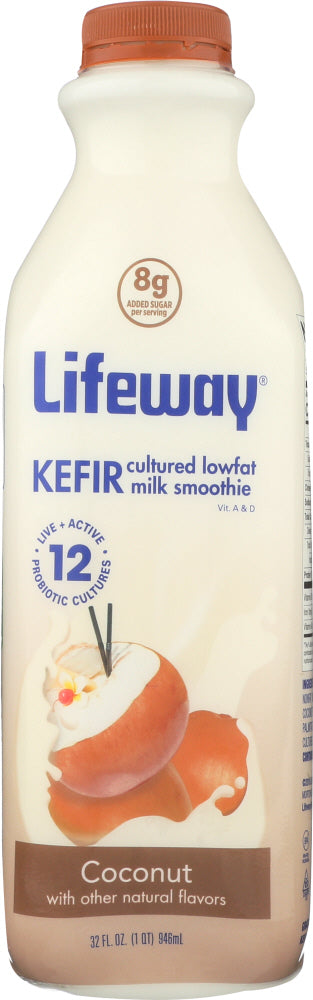 8g
ADDED SUGAR
per serving
Lifeway®
KEFIR cultured lowfat
milk smoothie
Vit. A & D
• LIVE + ACTIVE •
12
PROBIOTIC CULTURES
Coconut
with other natural flavors
32 FL. OZ. (1 QT) 946mL